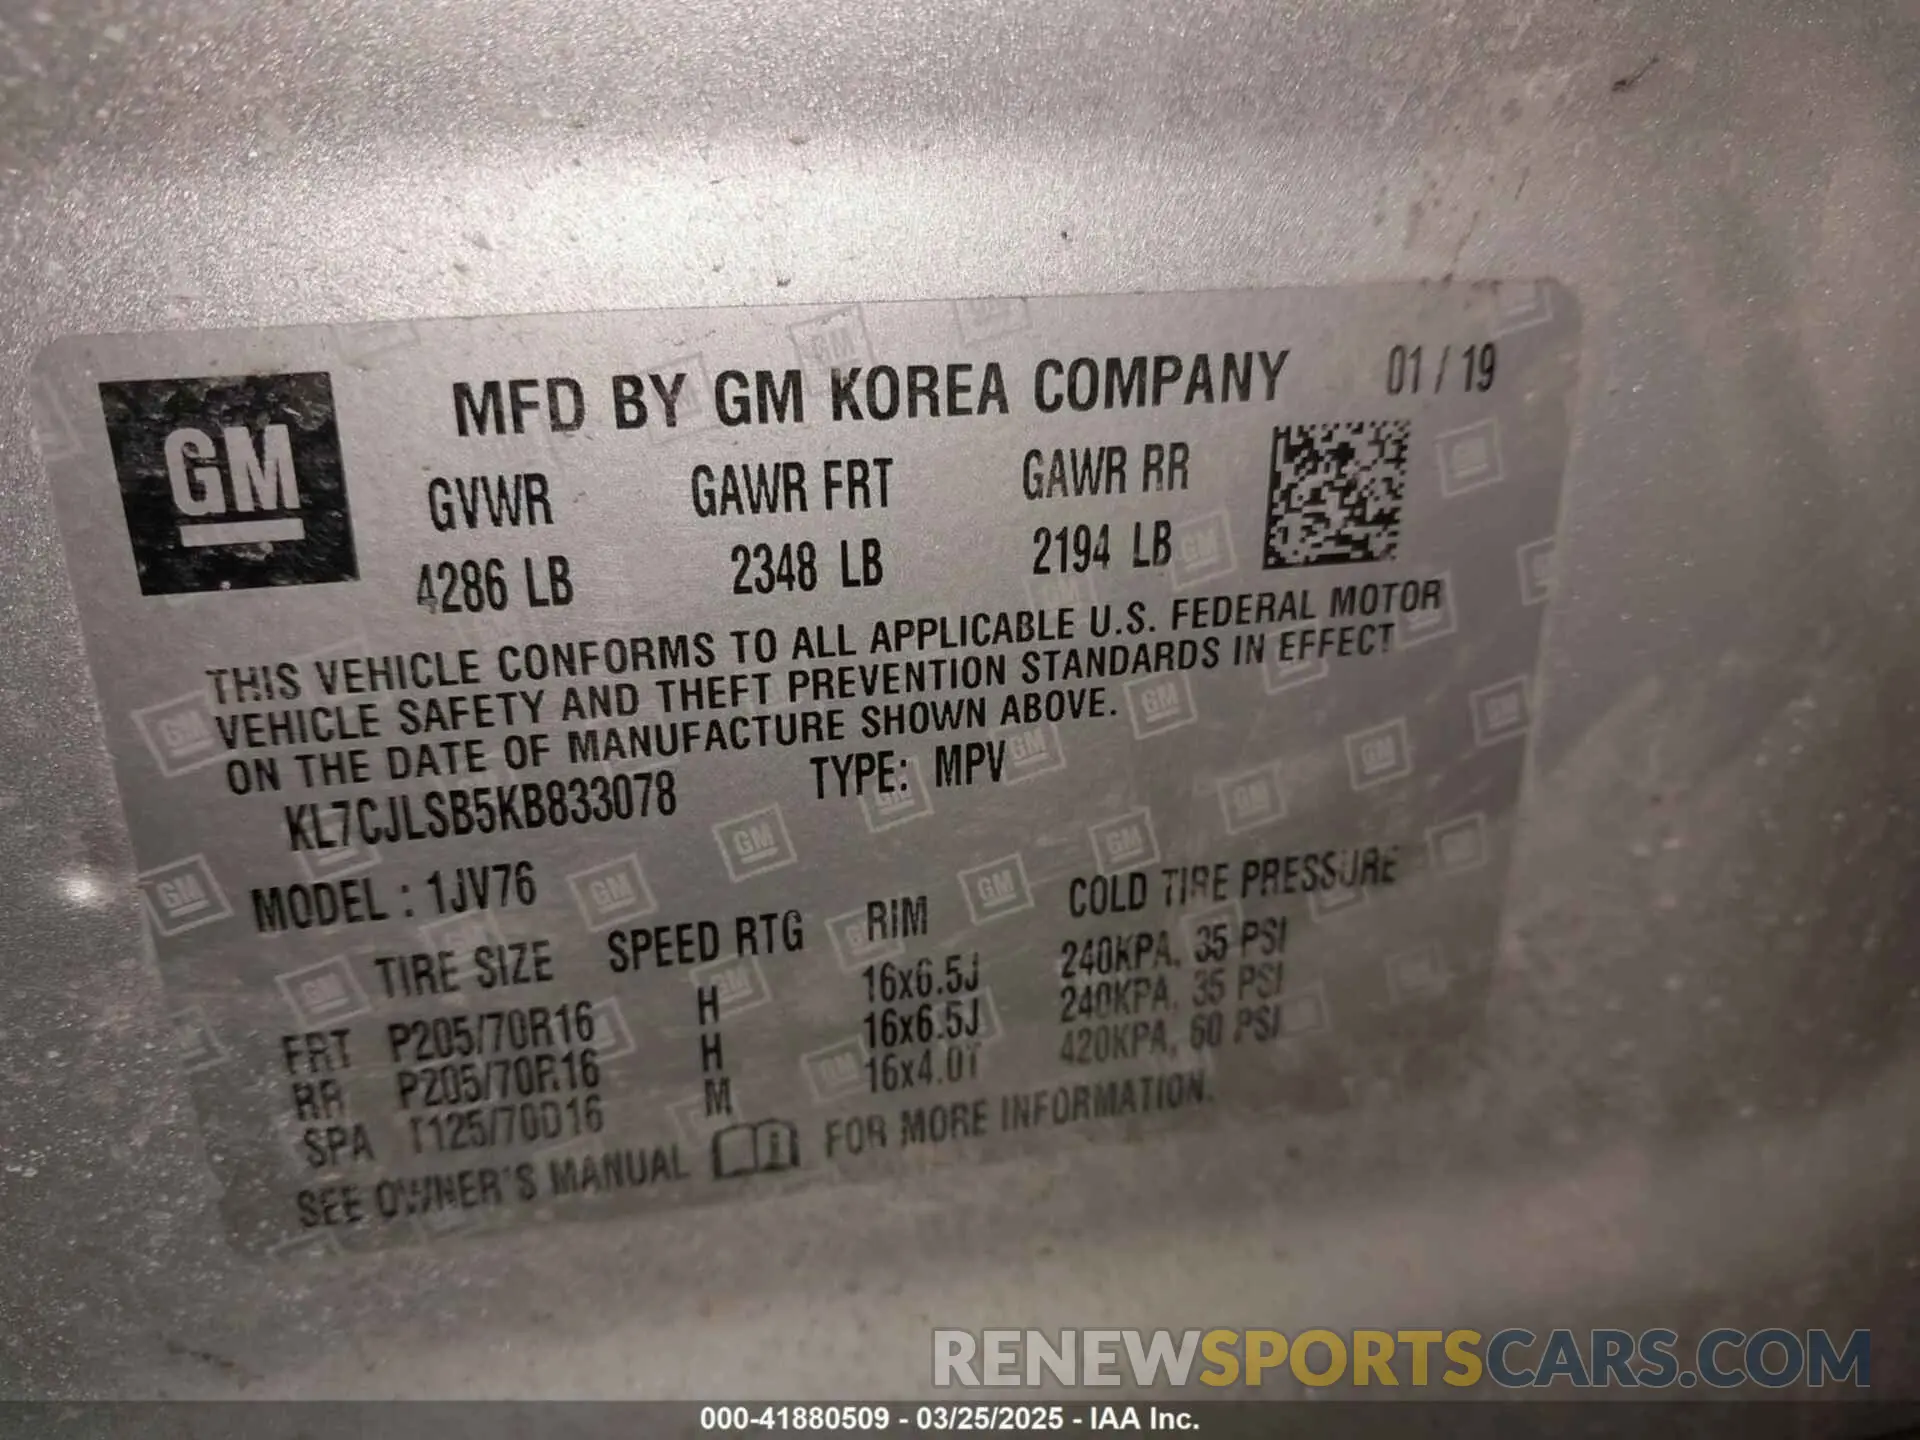 GM
MFD BY GM KOREA COMPANY 01 / 19
GVWR GAWR FRT GAWR RR
4286 LB 2348 LB 2194 LB
THIS VEHICLE CONFORMS TO ALL APPLICABLE U.S. FEDERAL MOTOR
VEHICLE SAFETY AND THEFT PREVENTION STANDARDS IN EFFECT
ON THE DATE OF MANUFACTURE SHOWN ABOVE.
KL7CJLSB5KB833078 TYPE: MPV
MODEL : 1JV76
TIRE SIZE SPEED RTG RIM COLD TIRE PRESSURE
FRT P205/70R16 H 16x6.5J 240KPA, 35 PSI
RR P205/70R16 H 16x6.5J 240KPA, 35 PSI
SPA T125/70D16 M 16x4.0T 420KPA, 60 PSI
SEE OWNER'S MANUAL FOR MORE INFORMATION.
RENEWSPORTSCARS.COM
000-41880509 - 03/25/2025 - IAA Inc.